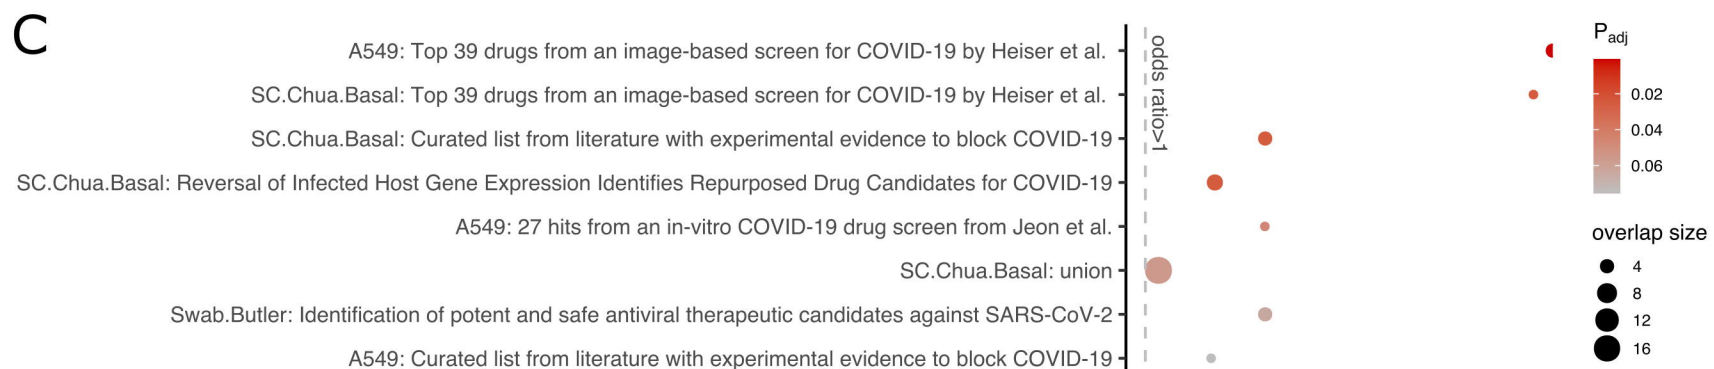 C
A549: Top 39 drugs from an image-based screen for COVID-19 by Heiser et al.
SC.Chua.Basal: Top 39 drugs from an image-based screen for COVID-19 by Heiser et al.
SC.Chua.Basal: Curated list from literature with experimental evidence to block COVID-19
SC.Chua.Basal: Reversal of Infected Host Gene Expression Identifies Repurposed Drug Candidates for COVID-19
A549: 27 hits from an in-vitro COVID-19 drug screen from Jeon et al.
SC.Chua.Basal: union
Swab.Butler: Identification of potent and safe antiviral therapeutic candidates against SARS-CoV-2
A549: Curated list from literature with experimental evidence to block COVID-19
odds ratio>1
Padj
0.02
0.04
0.06
overlap size
4
8
12
16